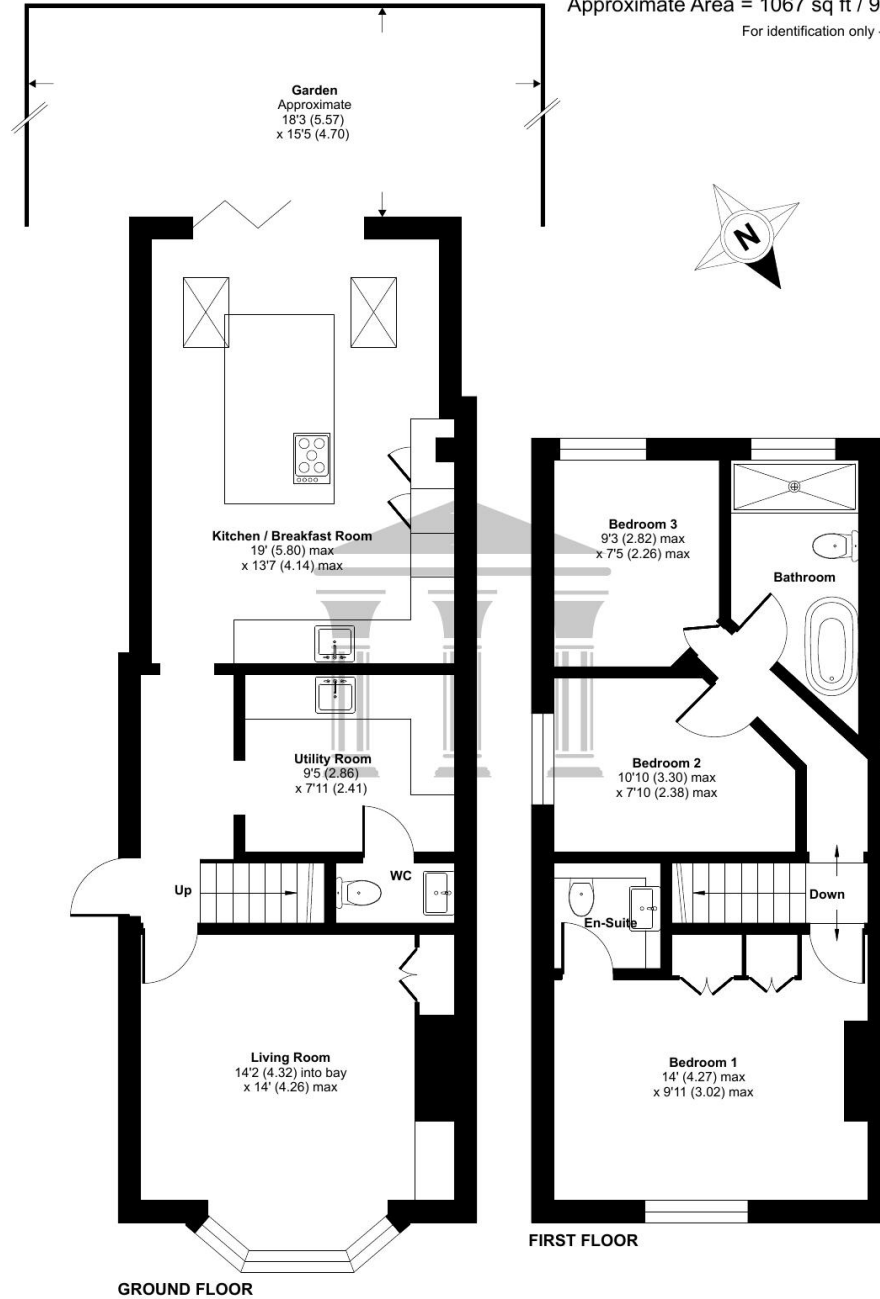 Approximate Area = 1067 sq ft / 9
For identification only -
Garden
Approximate
18'3 (5.57)
x 15'5 (4.70)
N
Kitchen / Breakfast Room
19' (5.80) max
x 13'7 (4.14) max
Bedroom 3
9'3 (2.82) max
x 7'5 (2.26) max
Bathroom
Utility Room
9'5 (2.86)
x 7'11 (2.41)
Bedroom 2
10'10 (3.30) max
x 7'10 (2.38) max
Up
WC
En-Suite
Down
Living Room
14'2 (4.32) into bay
x 14' (4.26) max
Bedroom 1
14' (4.27) max
x 9'11 (3.02) max
FIRST FLOOR
GROUND FLOOR